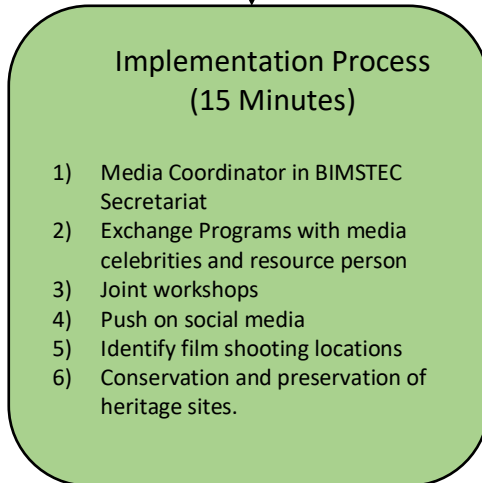 Implementation Process
(15 Minutes)
1) Media Coordinator in BIMSTEC
Secretariat
2) Exchange Programs with media
celebrities and resource person
3) Joint workshops
4) Push on social media
5) Identify film shooting locations
6) Conservation and preservation of
heritage sites.